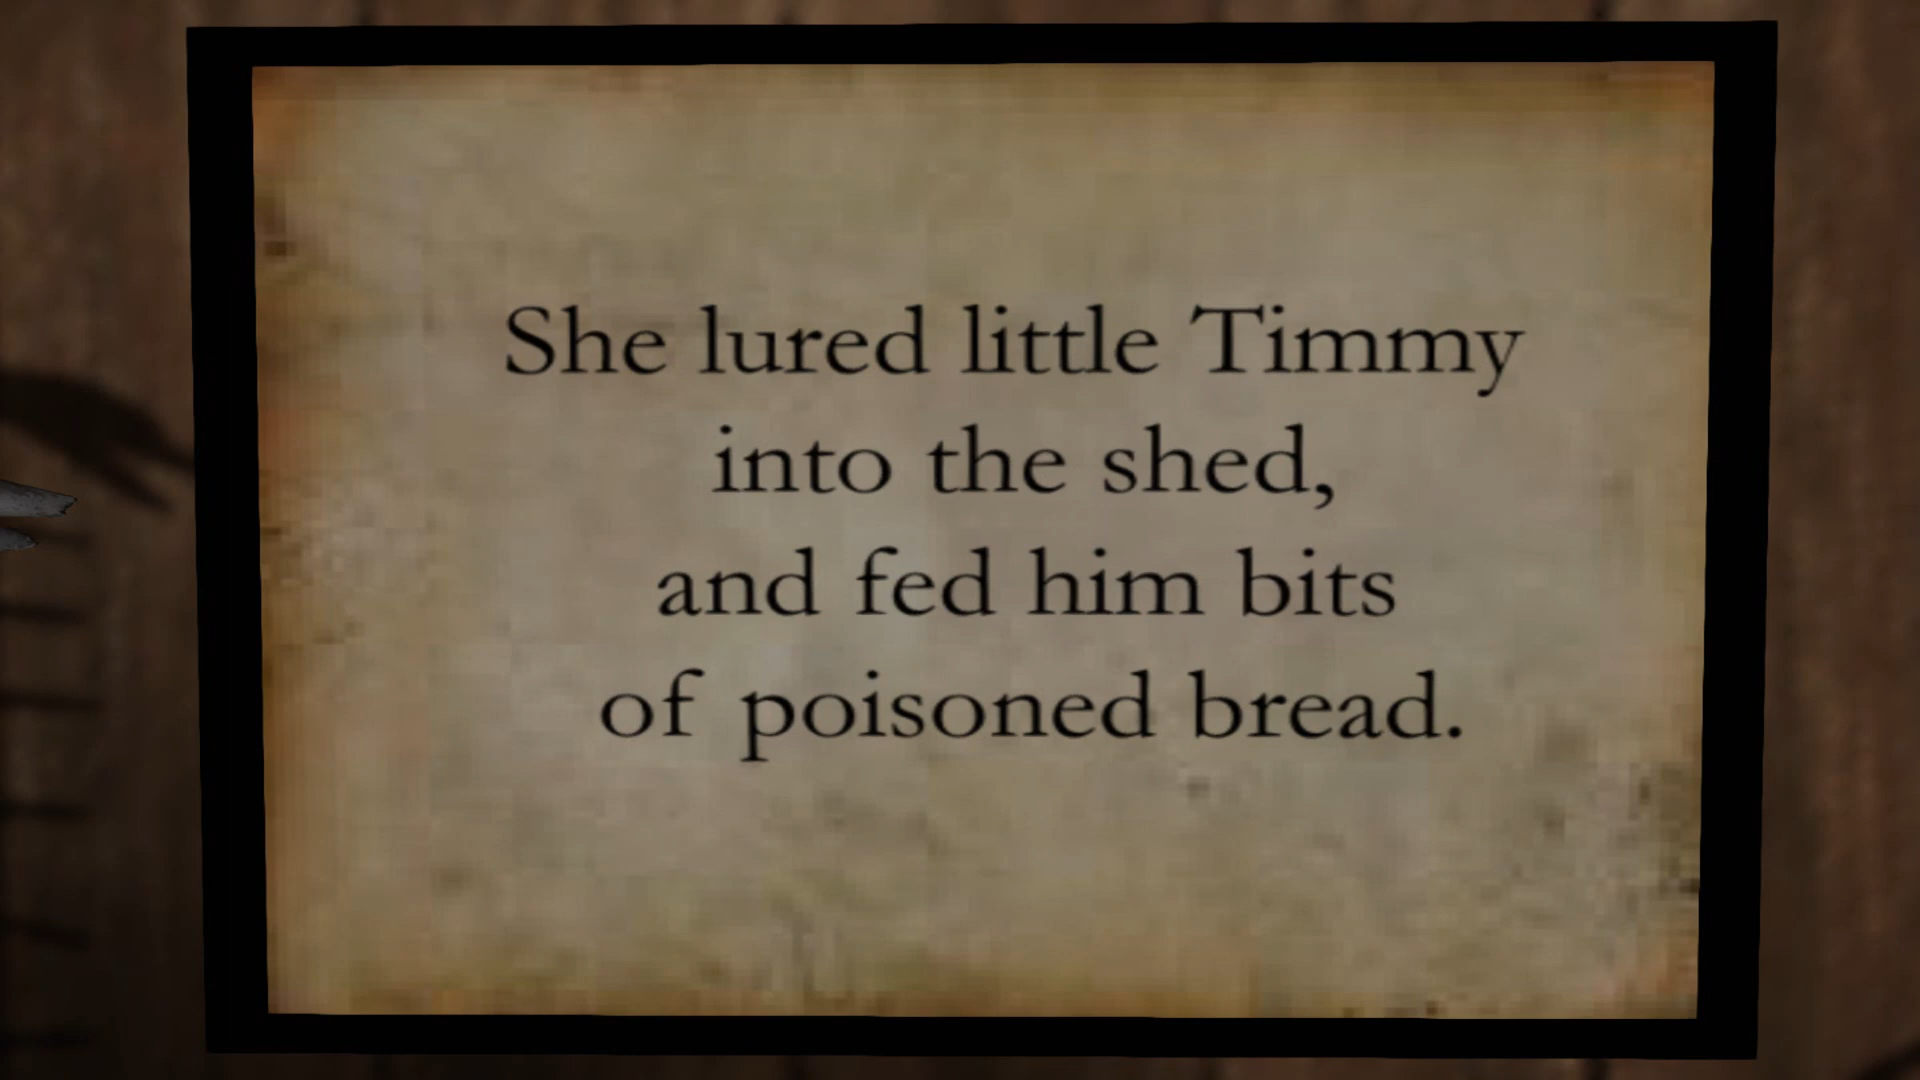 She lured little Timmy
into the shed,
and fed him bits
of poisoned bread.